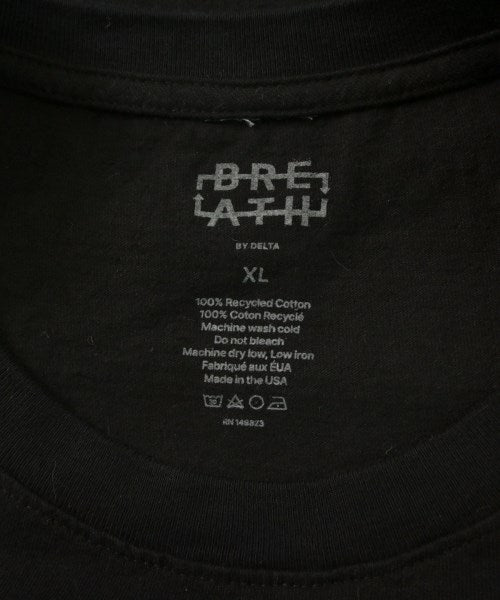 BRE
ATH
BY DELTA
XL
100% Recycled Cotton
100% Coton Recyclé
Machine wash cold
Do not bleach
Machine dry low, Low iron
Fabriqué aux ÉUA
Made in the USA